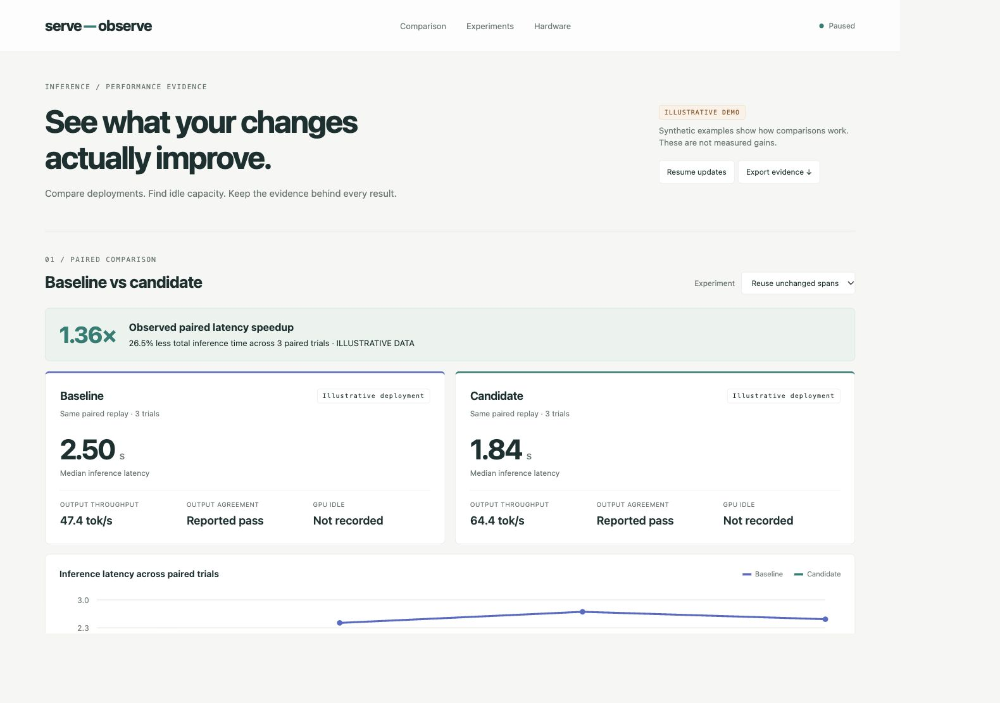 serve—observe
Comparison
Experiments
Hardware
Paused
INFERENCE / PERFORMANCE EVIDENCE
See what your changes
actually improve.
Compare deployments. Find idle capacity. Keep the evidence behind every result.
ILLUSTRATIVE DEMO
Synthetic examples show how comparisons work.
These are not measured gains.
Resume updates
Export evidence ↓
01 / PAIRED COMPARISON
Baseline vs candidate
Experiment
Reuse unchanged spans
1.36×
Observed paired latency speedup
26.5% less total inference time across 3 paired trials · ILLUSTRATIVE DATA
Baseline
Illustrative deployment
Same paired replay · 3 trials
2.50 s
Median inference latency
OUTPUT THROUGHPUT
47.4 tok/s
OUTPUT AGREEMENT
Reported pass
GPU IDLE
Not recorded
Candidate
Illustrative deployment
Same paired replay · 3 trials
1.84 s
Median inference latency
OUTPUT THROUGHPUT
64.4 tok/s
OUTPUT AGREEMENT
Reported pass
GPU IDLE
Not recorded
Inference latency across paired trials
Baseline
Candidate
3.0
2.3